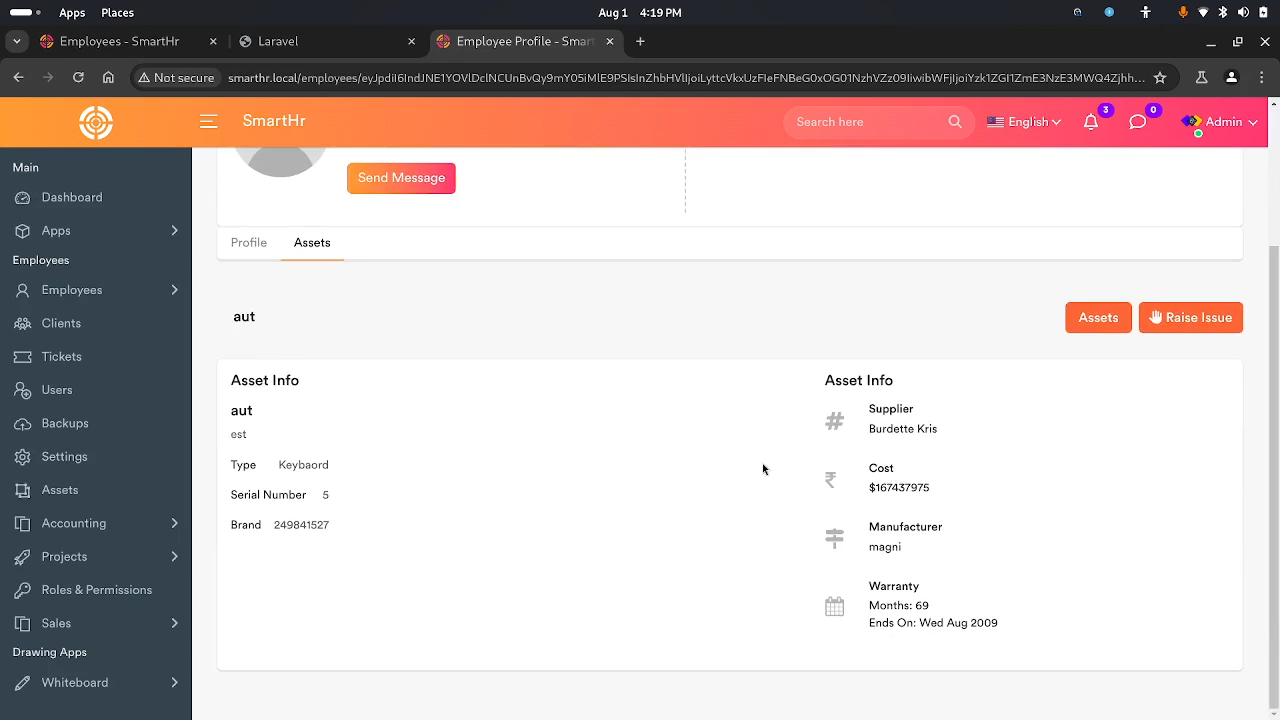 Apps Places Aug 1 4:19 PM
Employees - SmartHr Laravel Employee Profile - Smart
Not secure smarthr.local/employees/
SmartHr Search here English 3 0 Admin
Main
Dashboard
Apps
Employees
Employees
Clients
Tickets
Users
Backups
Settings
Assets
Accounting
Projects
Roles & Permissions
Sales
Drawing Apps
Whiteboard
Send Message
Profile Assets
aut Assets Raise Issue
Asset Info
aut
est
Type Keybaord
Serial Number 5
Brand 249841527
Asset Info
Supplier
Burdette Kris
Cost
$167437975
Manufacturer
magni
Warranty
Months: 69
Ends On: Wed Aug 2009